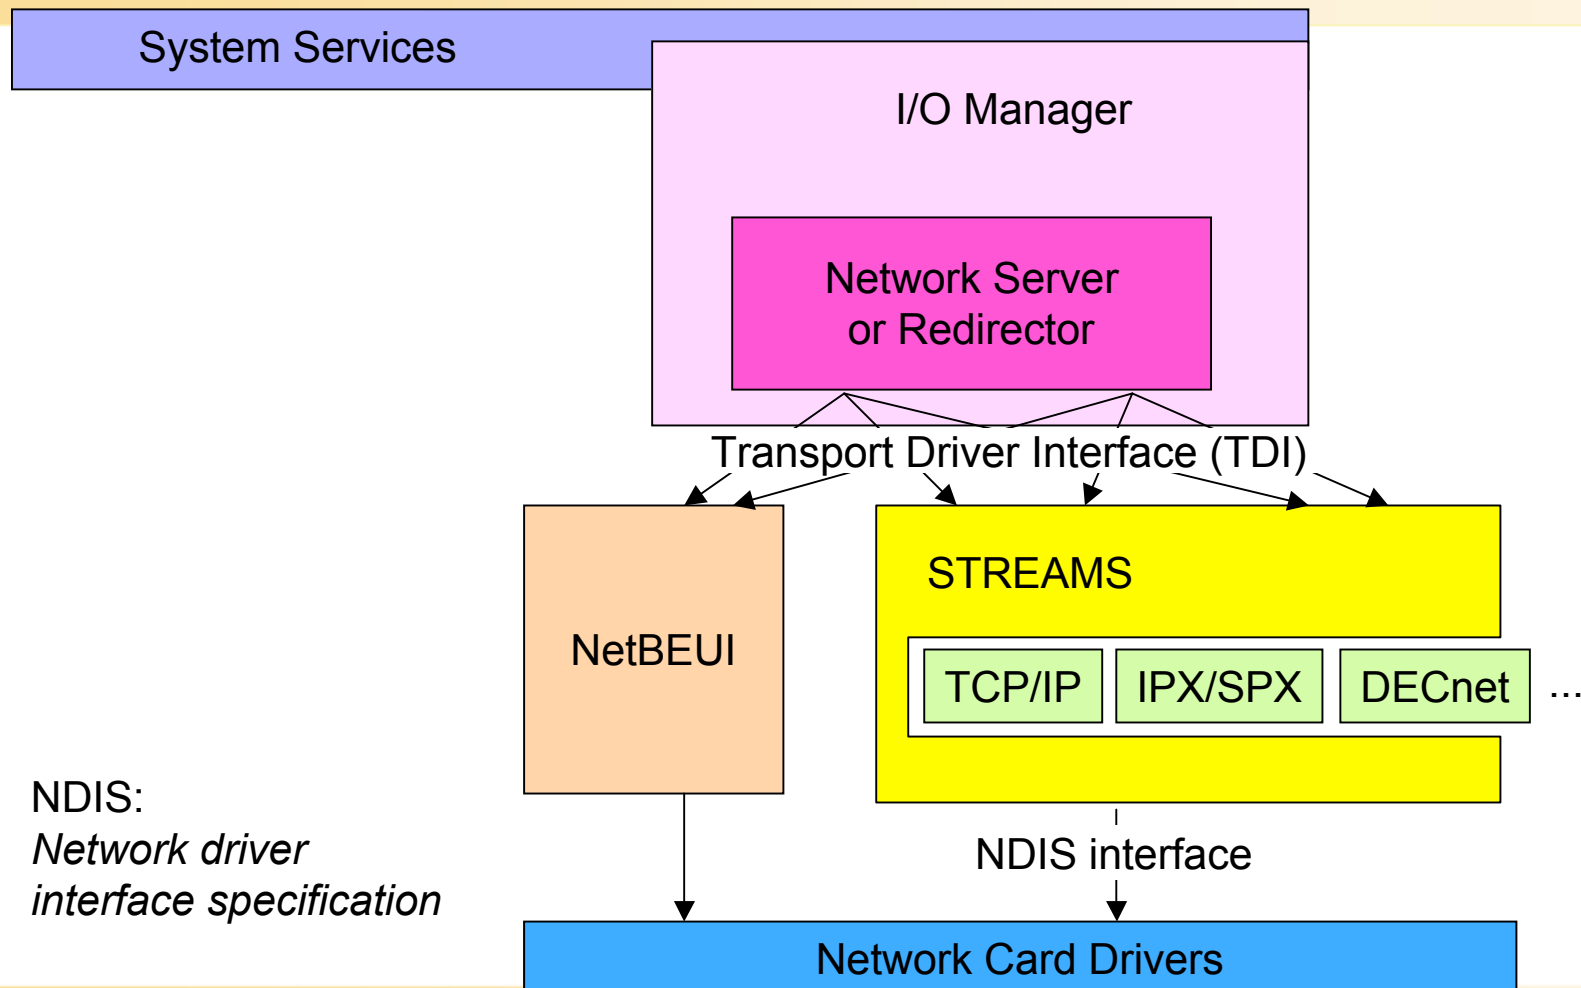 System Services
I/O Manager
Network Server
or Redirector
Transport Driver Interface (TDI)
STREAMS
NetBEUI
TCP/IP
IPX/SPX
DECnet
...
NDIS:
Network driver
interface specification
NDIS interface
Network Card Drivers